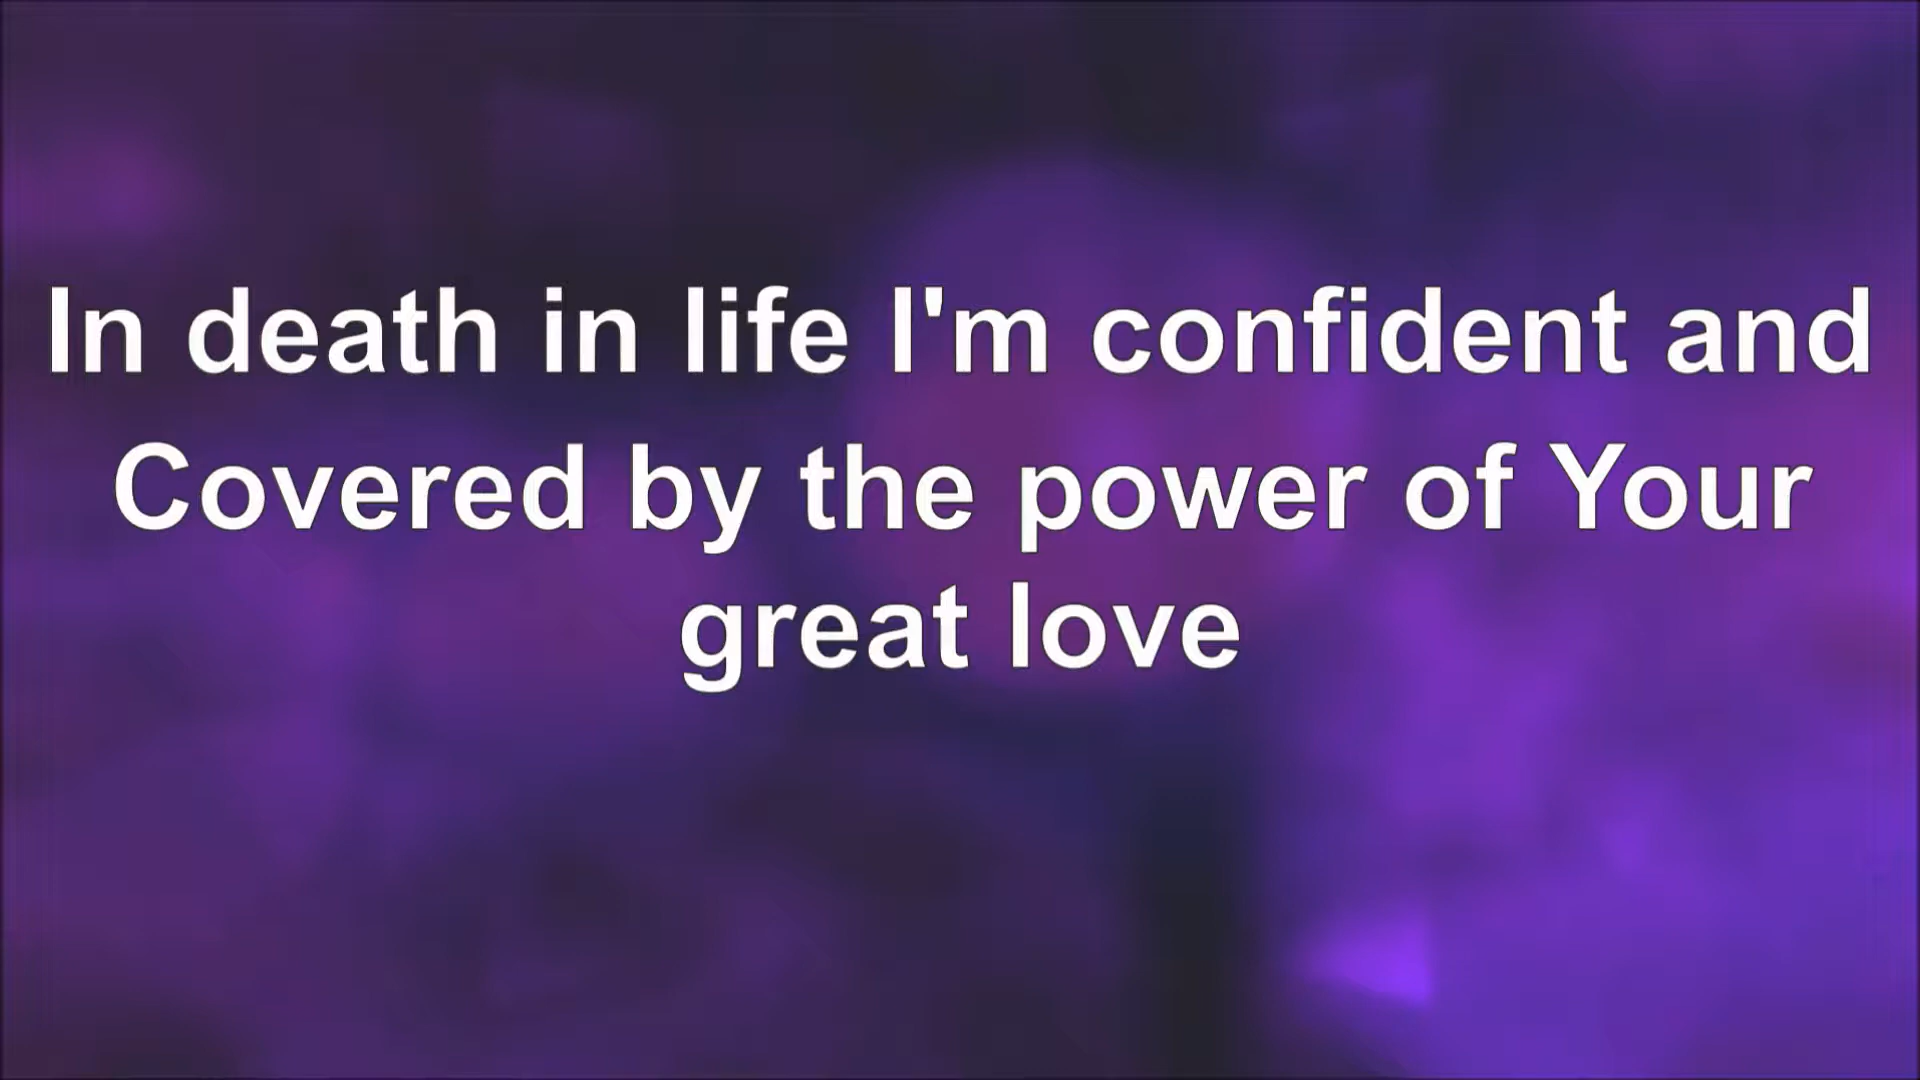 In death in life I'm confident and
Covered by the power of Your
great love